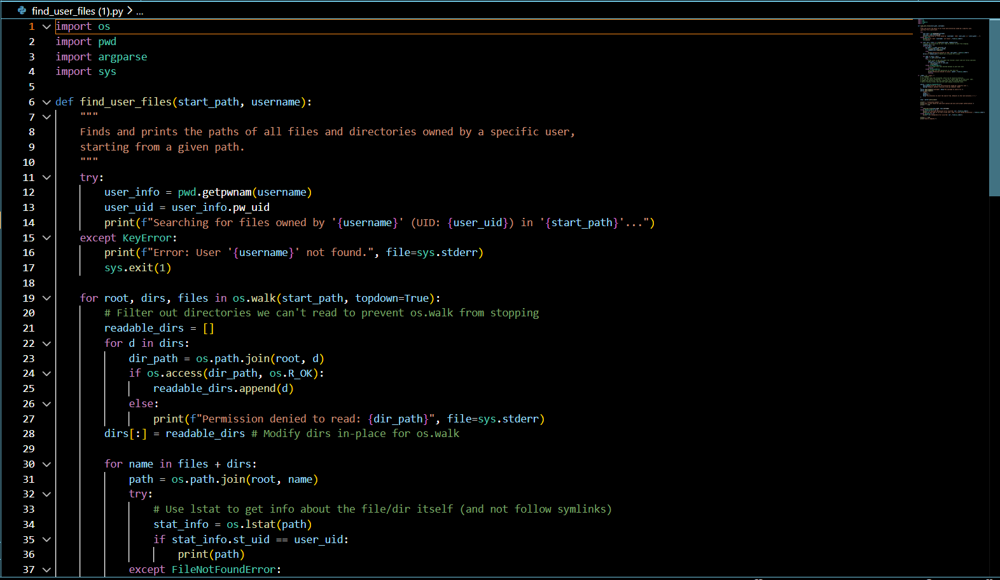 find_user_files (1).py > ...
1 import os
2 import pwd
3 import argparse
4 import sys
5
6 def find_user_files(start_path, username):
7     """
8     Finds and prints the paths of all files and directories owned by a specific user,
9     starting from a given path.
10     """
11     try:
12         user_info = pwd.getpwnam(username)
13         user_uid = user_info.pw_uid
14         print(f"Searching for files owned by '{username}' (UID: {user_uid}) in '{start_path}'...")
15     except KeyError:
16         print(f"Error: User '{username}' not found.", file=sys.stderr)
17         sys.exit(1)
18
19     for root, dirs, files in os.walk(start_path, topdown=True):
20         # Filter out directories we can't read to prevent os.walk from stopping
21         readable_dirs = []
22         for d in dirs:
23             dir_path = os.path.join(root, d)
24             if os.access(dir_path, os.R_OK):
25                 readable_dirs.append(d)
26             else:
27                 print(f"Permission denied to read: {dir_path}", file=sys.stderr)
28         dirs[:] = readable_dirs # Modify dirs in-place for os.walk
29
30         for name in files + dirs:
31             path = os.path.join(root, name)
32             try:
33                 # Use lstat to get info about the file/dir itself (and not follow symlinks)
34                 stat_info = os.lstat(path)
35                 if stat_info.st_uid == user_uid:
36                     print(path)
37             except FileNotFoundError: